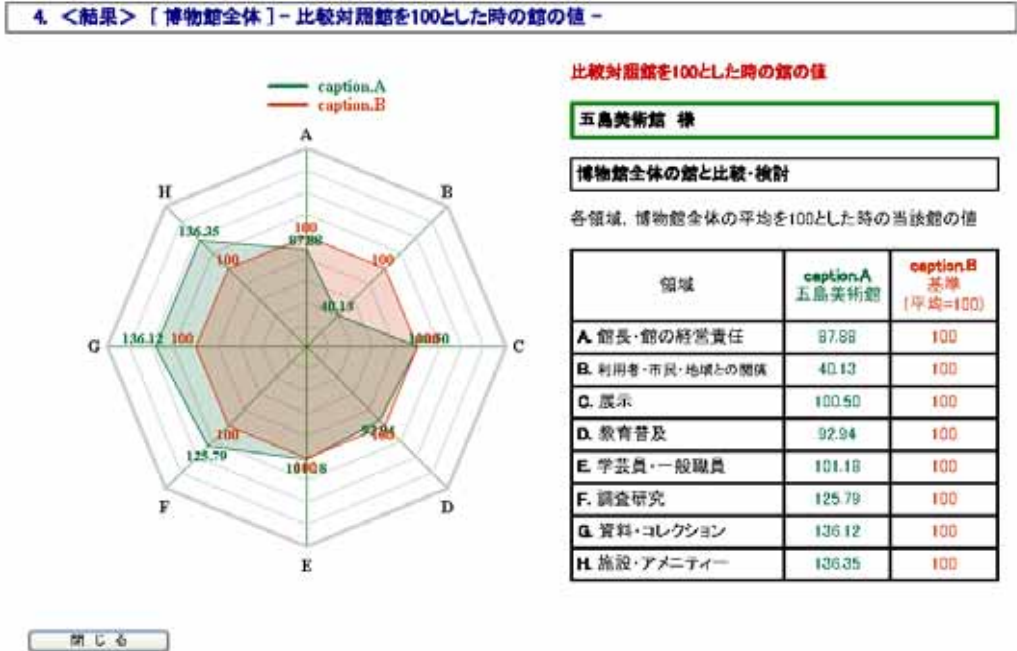 4. ＜結果＞ [ 博物館全体 ] - 比較対照館を100とした時の館の値 -
caption.A
caption.B
A
B
C
D
E
F
G
H
100
87.88
100
40.13
100
100.50
100
92.94
100
101.18
100
125.79
100
136.12
100
136.35
比較対照館を100とした時の館の値
五島美術館 様
博物館全体の館と比較・検討
各領域, 博物館全体の平均を100とした時の当該館の値
領域 caption.A 五島美術館 caption.B 基準 (平均=100)
A. 館長・館の経営責任 87.88 100
B. 利用者・市民・地域との関係 40.13 100
C. 展示 100.50 100
D. 教育普及 92.94 100
E. 学芸員・一般職員 101.18 100
F. 調査研究 125.79 100
G. 資料・コレクション 136.12 100
H. 施設・アメニティー 136.35 100
閉じる